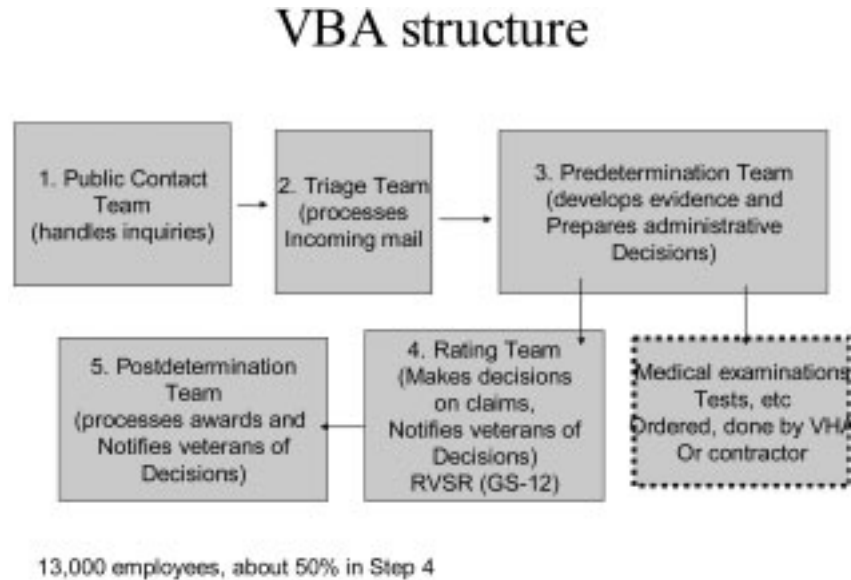 VBA structure
1. Public Contact
Team
(handles inquiries)
2. Triage Team
(processes
Incoming mail
3. Predetermination Team
(develops evidence and
Prepares administrative
Decisions)
5. Postdetermination
Team
(processes awards and
Notifies veterans of
Decisions)
4. Rating Team
(Makes decisions
on claims,
Notifies veterans of
Decisions)
RVSR (GS-12)
Medical examinations
Tests, etc
Ordered, done by VHA
Or contractor
13,000 employees, about 50% in Step 4